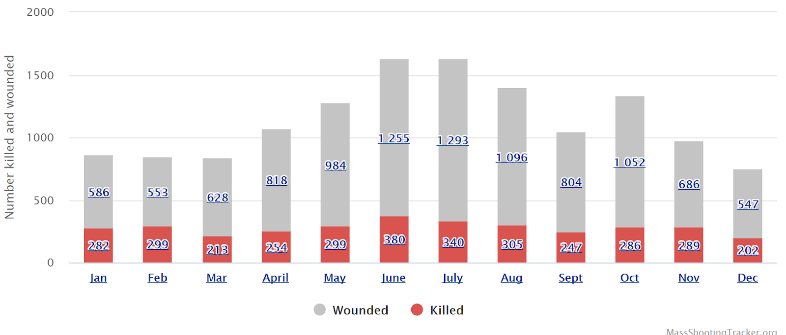 2000
1500
1000
500
0
Number killed and wounded
586
553
628
818
984
1 255
1 293
1 096
804
1 052
686
547
282
299
213
254
299
380
340
305
247
286
289
202
Jan
Feb
Mar
April
May
June
July
Aug
Sept
Oct
Nov
Dec
Wounded
Killed
MassShootingTracker.org